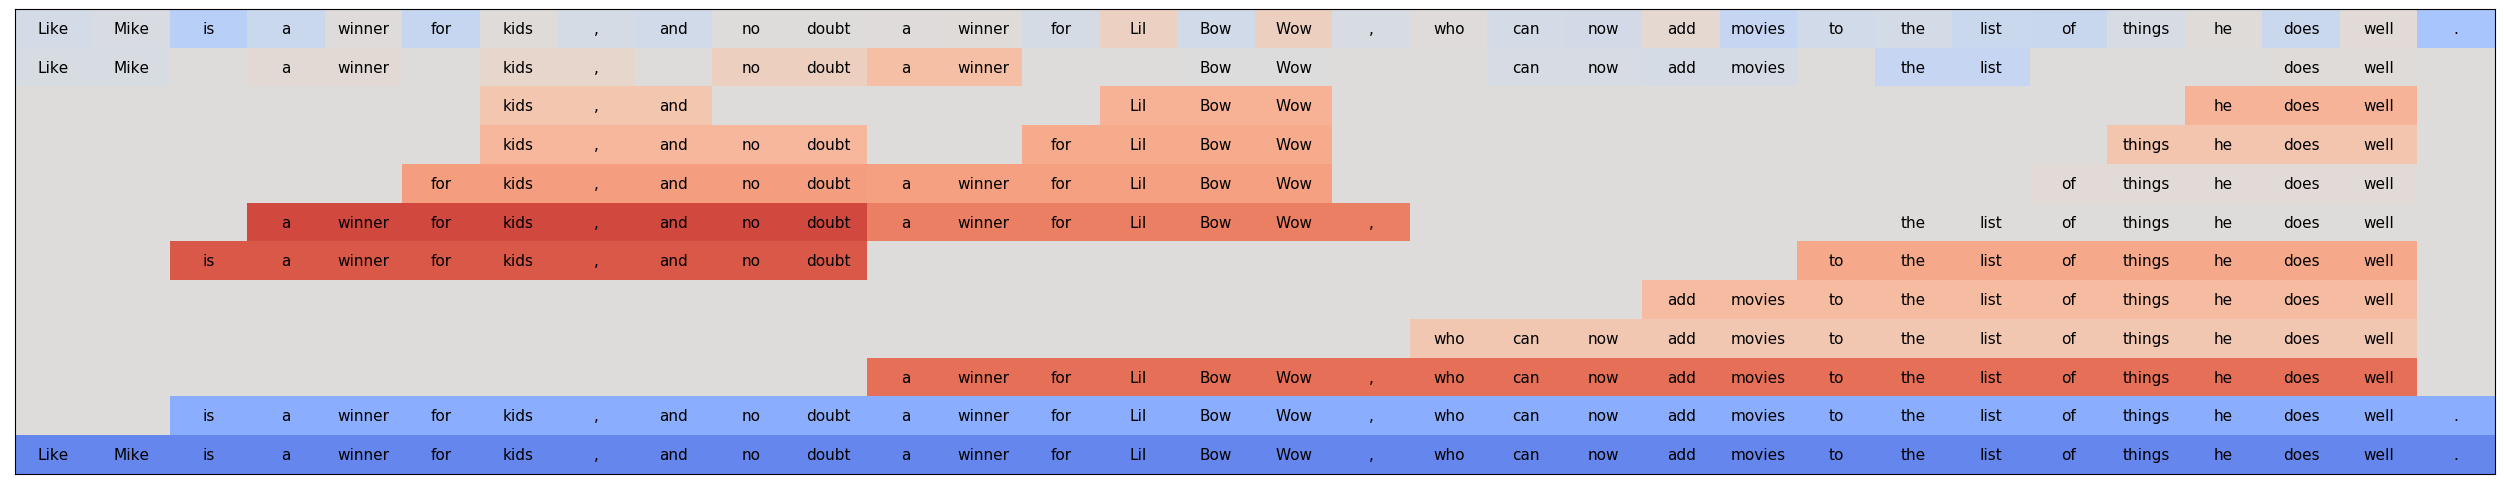 Like Mike is a winner for kids , and no doubt a winner for Lil Bow Wow , who can now add movies to the list of things he does well .
Like Mike a winner kids , no doubt a winner Bow Wow can now add movies the list does well
kids , and Lil Bow Wow he does well
kids , and no doubt for Lil Bow Wow things he does well
for kids , and no doubt a winner for Lil Bow Wow of things he does well
a winner for kids , and no doubt a winner for Lil Bow Wow , the list of things he does well
is a winner for kids , and no doubt to the list of things he does well
add movies to the list of things he does well
who can now add movies to the list of things he does well
a winner for Lil Bow Wow , who can now add movies to the list of things he does well
is a winner for kids , and no doubt a winner for Lil Bow Wow , who can now add movies to the list of things he does well .
Like Mike is a winner for kids , and no doubt a winner for Lil Bow Wow , who can now add movies to the list of things he does well .